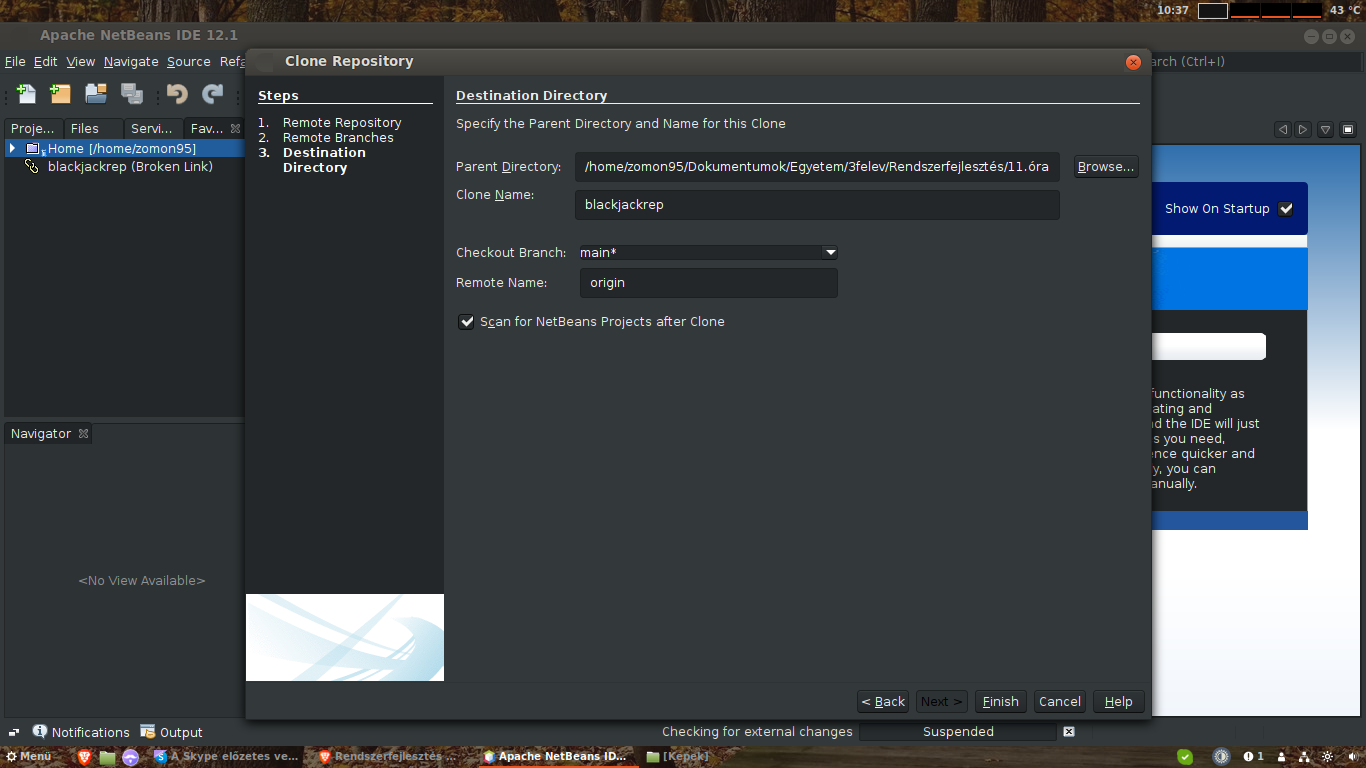 10:37
43 °C
Apache NetBeans IDE 12.1
File Edit View Navigate Source Refa
arch (Ctrl+I)
Clone Repository
Steps
1. Remote Repository
2. Remote Branches
3. Destination
Directory
Destination Directory
Specify the Parent Directory and Name for this Clone
Parent Directory: /home/zomon95/Dokumentumok/Egyetem/3felev/Rendszerfejlesztés/11.óra Browse...
Clone Name: blackjackrep
Checkout Branch: main*
Remote Name: origin
Scan for NetBeans Projects after Clone
Proje... Files Servi... Fav...
Home [/home/zomon95]
blackjackrep (Broken Link)
Show On Startup
functionality as
ating and
nd the IDE will just
s you need,
ence quicker and
y, you can
anually.
Navigator
<No View Available>
< Back Next > Finish Cancel Help
Notifications Output
Checking for external changes Suspended
Menü
A Skype előzetes ve...
Rendszerfejlesztés ...
Apache NetBeans ID...
[Képek]
1